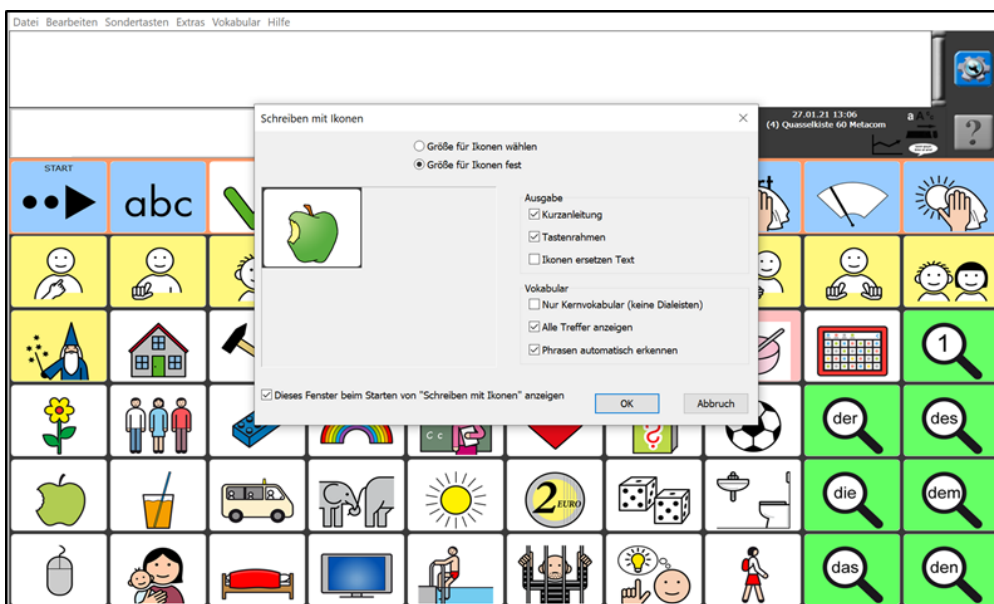 Datei Bearbeiten Sondertasten Extras Vokabular Hilfe
27.01.21 13:06
(4) Quasselkiste 60 Metacom
Schreiben mit Ikonen
Größe für Ikonen wählen
Größe für Ikonen fest
Ausgabe
Kurzanleitung
Tastenrahmen
Ikonen ersetzen Text
Vokabular
Nur Kernvokabular (keine Dialeisten)
Alle Treffer anzeigen
Phrasen automatisch erkennen
Dieses Fenster beim Starten von "Schreiben mit Ikonen" anzeigen
OK
Abbruch
START
abc
1
C c
?
der
des
2 EURO
die
dem
das
den